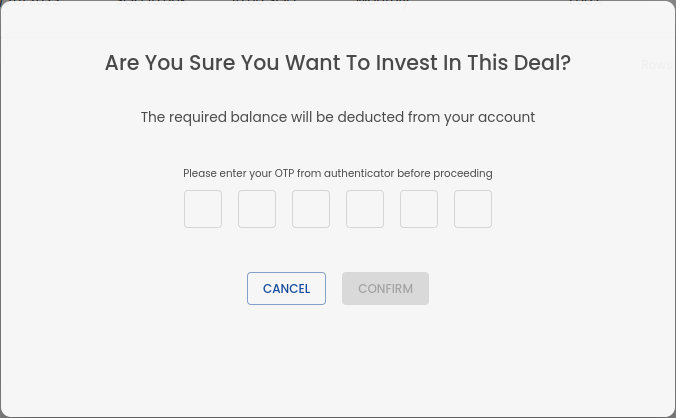 Are You Sure You Want To Invest In This Deal?
The required balance will be deducted from your account
Please enter your OTP from authenticator before proceeding
CANCEL
CONFIRM